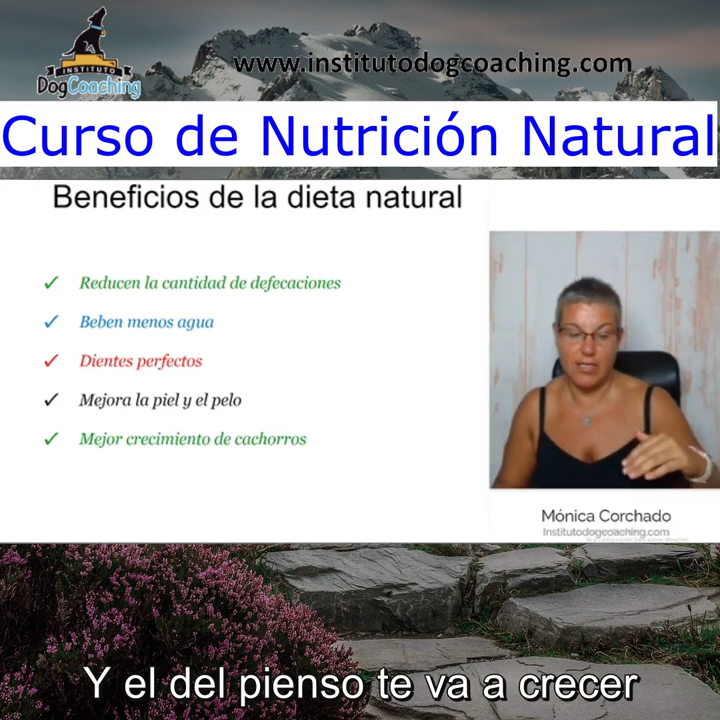 INSTITUTO
DogCoaching
www.institutodogcoaching.com
Curso de Nutrición Natural
Beneficios de la dieta natural
✓ Reducen la cantidad de defecaciones
✓ Beben menos agua
✓ Dientes perfectos
✓ Mejora la piel y el pelo
✓ Mejor crecimiento de cachorros
Mónica Corchado
Institutodogcoaching.com
Y el del pienso te va a crecer